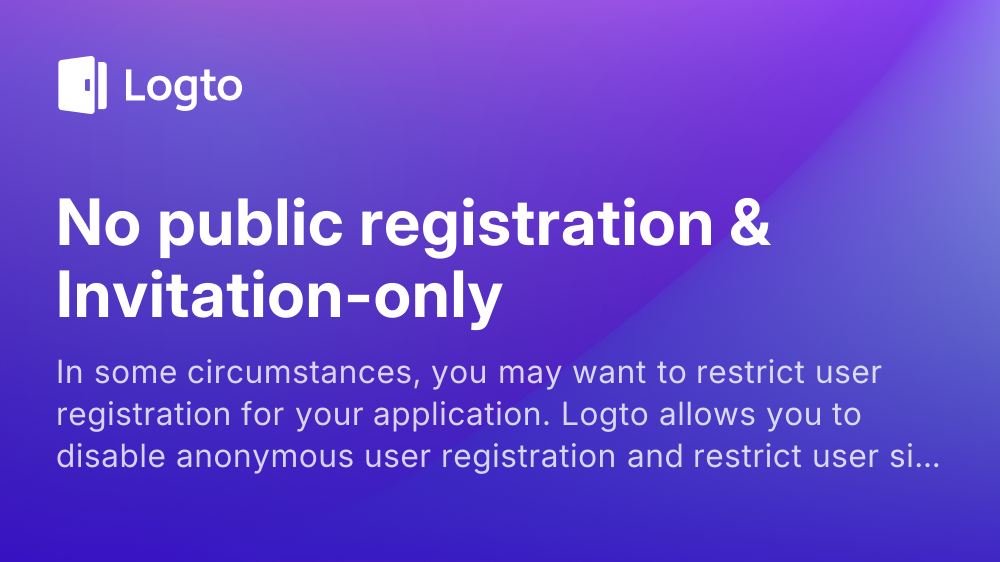 Logto
No public registration &
Invitation-only
In some circumstances, you may want to restrict user
registration for your application. Logto allows you to
disable anonymous user registration and restrict user si...